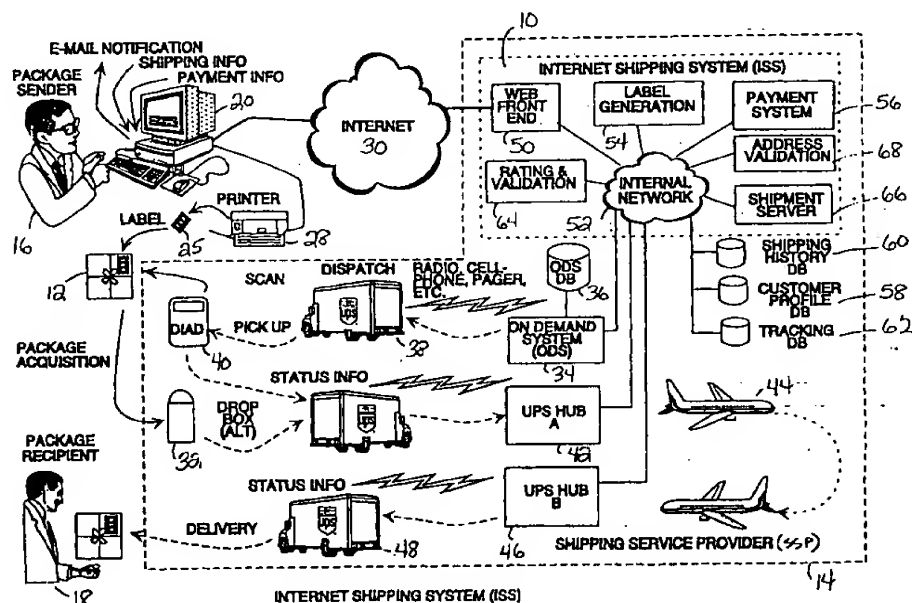 E-MAIL NOTIFICATION
SHIPPING INFO
PAYMENT INFO
PACKAGE SENDER
20
16
INTERNET
30
10
INTERNET SHIPPING SYSTEM (ISS)
WEB FRONT END
50
LABEL GENERATION
54
PAYMENT SYSTEM
56
ADDRESS VALIDATION
68
RATING & VALIDATION
64
INTERNAL NETWORK
52
SHIPMENT SERVER
66
PRINTER
28
LABEL
25
12
SHIPPING HISTORY DB
60
CUSTOMER PROFILE DB
58
TRACKING DB
62
SCAN
DISPATCH
RADIO, CELL-PHONE, PAGER, ETC.
ODS DB
36
DIAD
40
PICK UP
UPS
38
ON DEMAND SYSTEM (ODS)
34
PACKAGE ACQUISITION
STATUS INFO
DROP BOX (ALT)
32
UPS
UPS HUB A
42
44
PACKAGE RECIPIENT
18
STATUS INFO
DELIVERY
UPS
48
UPS HUB B
46
SHIPPING SERVICE PROVIDER (SSP)
14
INTERNET SHIPPING SYSTEM (ISS)